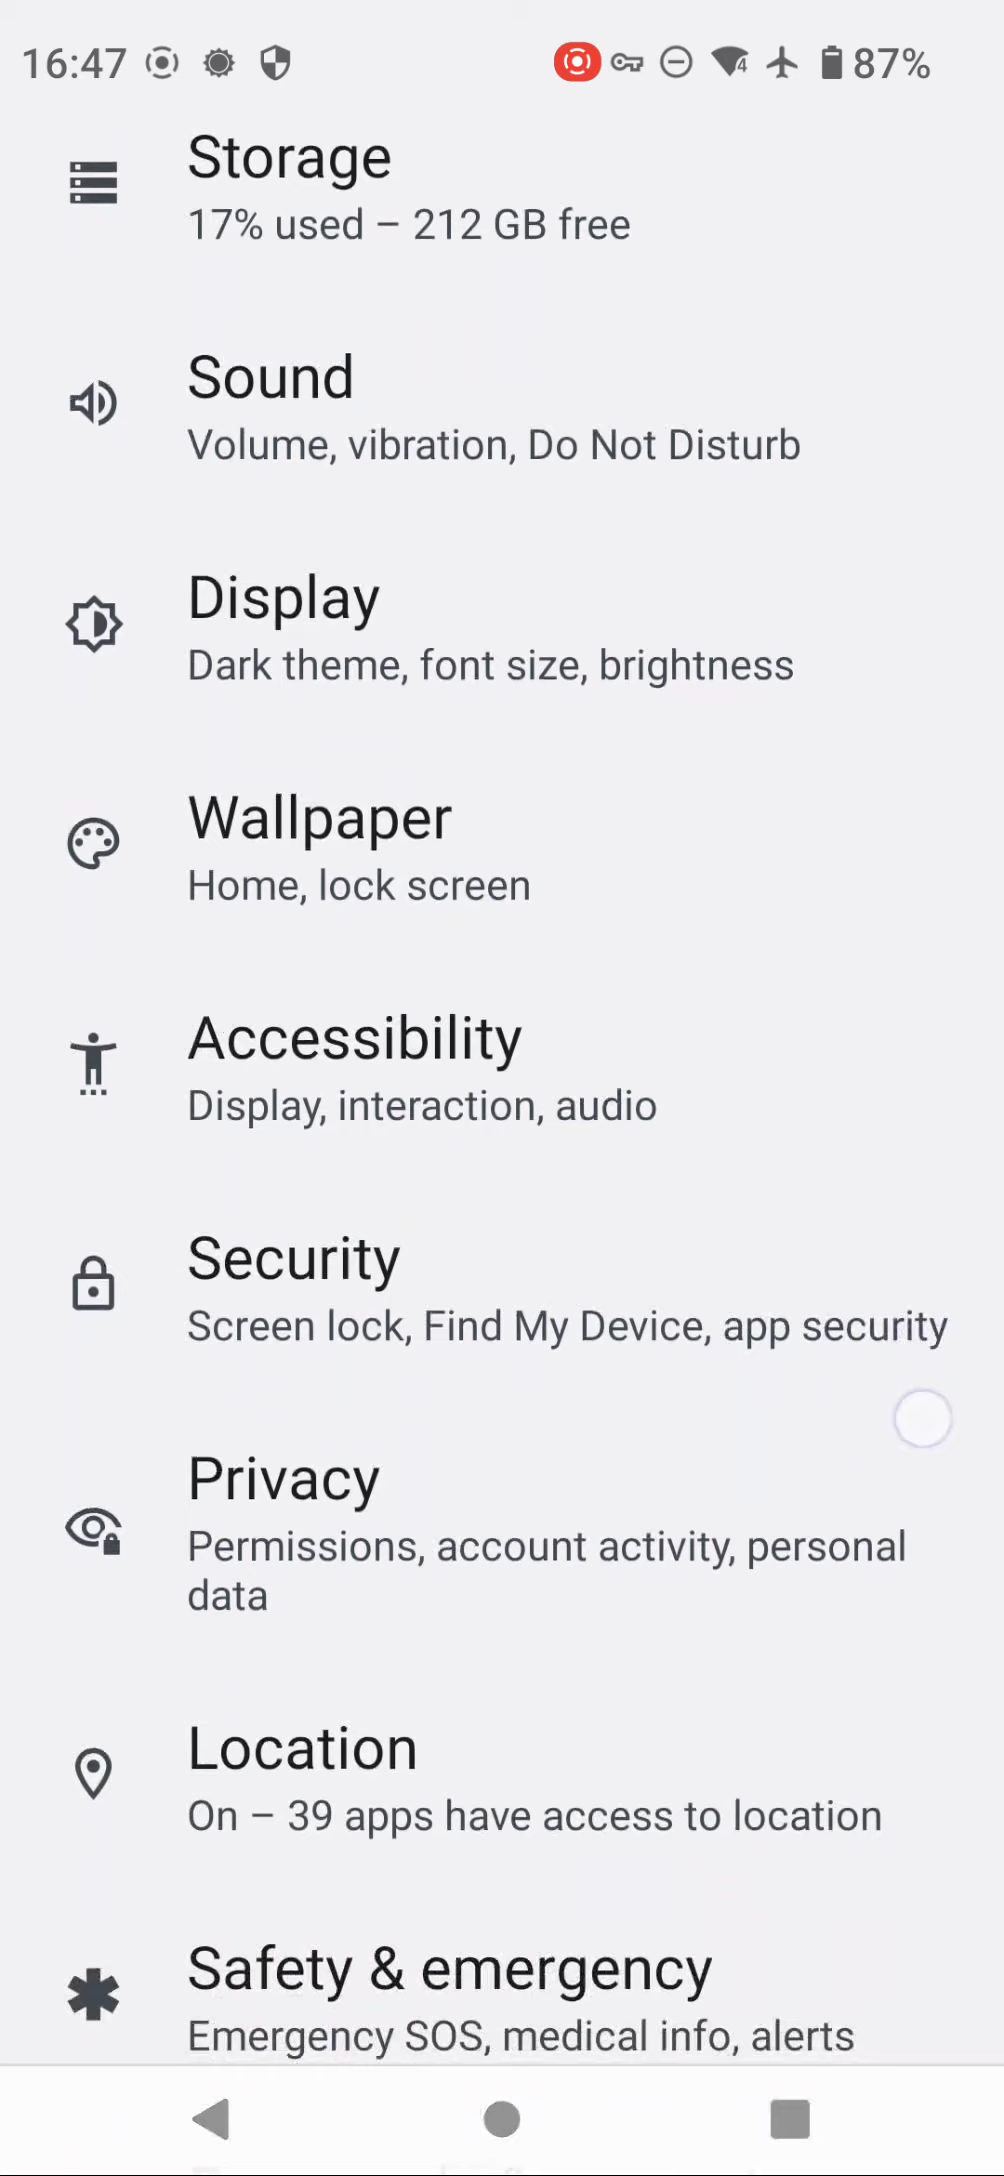 16:47 4 87%
Storage
17% used – 212 GB free
Sound
Volume, vibration, Do Not Disturb
Display
Dark theme, font size, brightness
Wallpaper
Home, lock screen
Accessibility
Display, interaction, audio
Security
Screen lock, Find My Device, app security
Privacy
Permissions, account activity, personal
data
Location
On – 39 apps have access to location
Safety & emergency
Emergency SOS, medical info, alerts